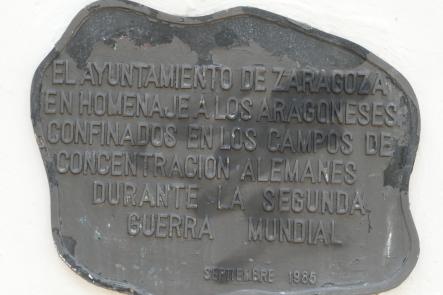 EL AYUNTAMIENTO DE ZARAGOZA
EN HOMENAJE A LOS ARAGONESES
CONFINADOS EN LOS CAMPOS DE
CONCENTRACION ALEMANES
DURANTE LA SEGUNDA
GUERRA MUNDIAL
SEPTIEMBRE 1985